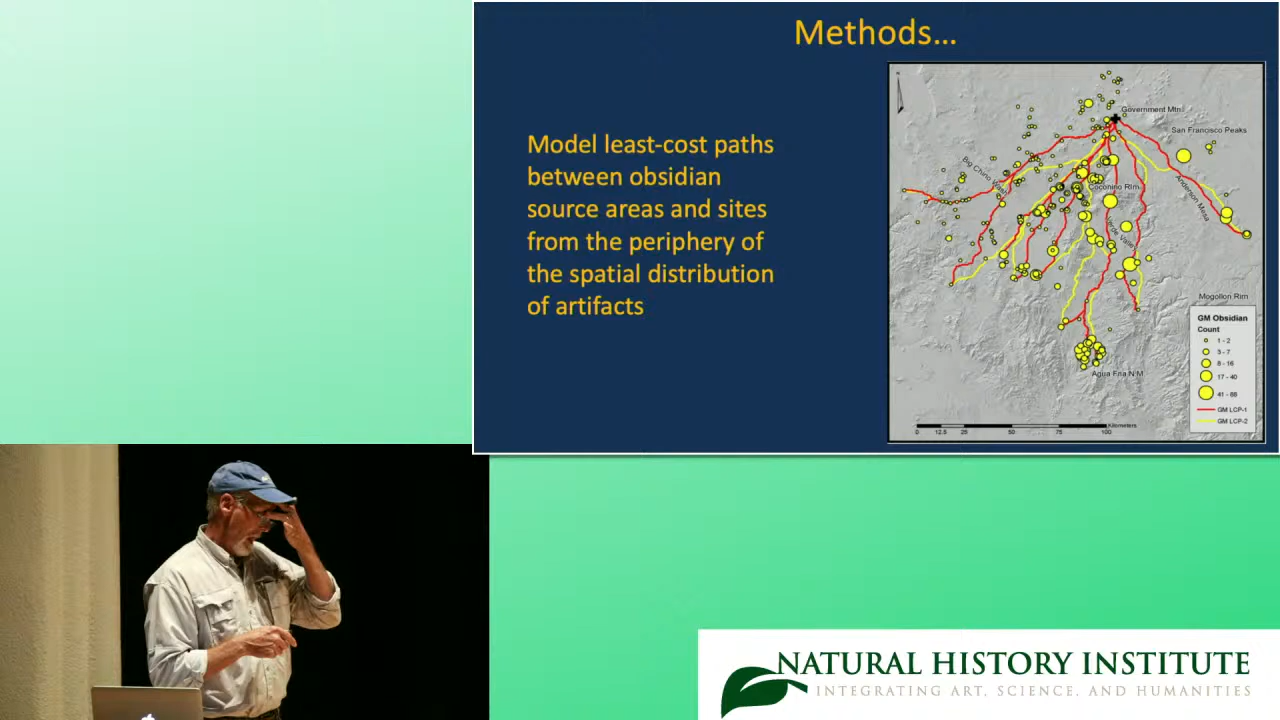 Methods...
Model least-cost paths
between obsidian
source areas and sites
from the periphery of
the spatial distribution
of artifacts
N
Government Mtn.
San Francisco Peaks
Big Chino Wash
Anderson Mesa
Coconino Rim
Verde Valley
Mogollon Rim
Agua Fria N.M.
GM Obsidian
Count
1 - 2
3 - 7
8 - 16
17 - 40
41 - 88
GM LCP-1
GM LCP-2
0 12.5 25 50 75 100 Kilometers
NATURAL HISTORY INSTITUTE
INTEGRATING ART, SCIENCE, AND HUMANITIES